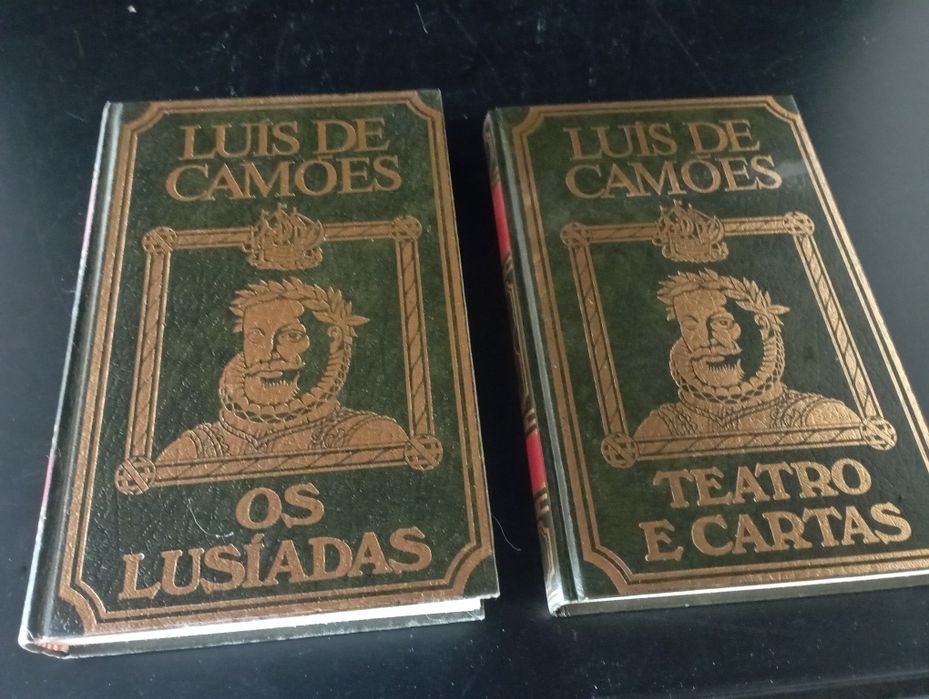 LUÍS DE
CAMÕES
OS
LUSÍADAS
LUÍS DE
CAMÕES
TEATRO
E CARTAS